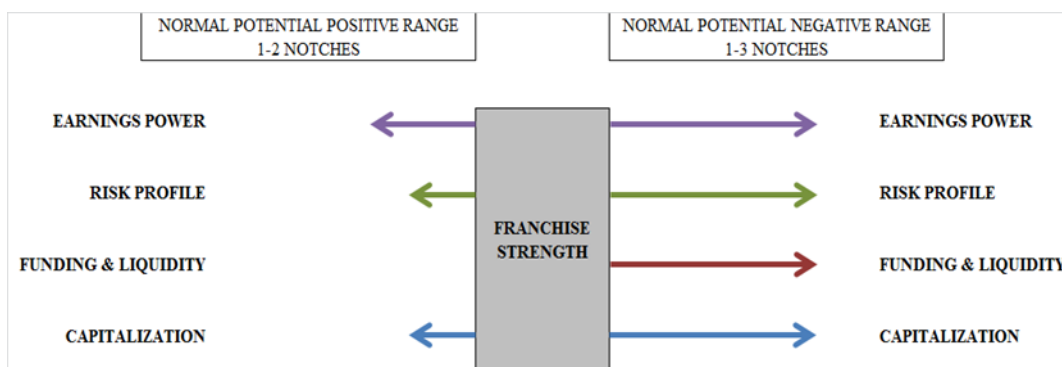 NORMAL POTENTIAL POSITIVE RANGE
1-2 NOTCHES
NORMAL POTENTIAL NEGATIVE RANGE
1-3 NOTCHES
EARNINGS POWER
EARNINGS POWER
RISK PROFILE
RISK PROFILE
FRANCHISE
STRENGTH
FUNDING & LIQUIDITY
FUNDING & LIQUIDITY
CAPITALIZATION
CAPITALIZATION